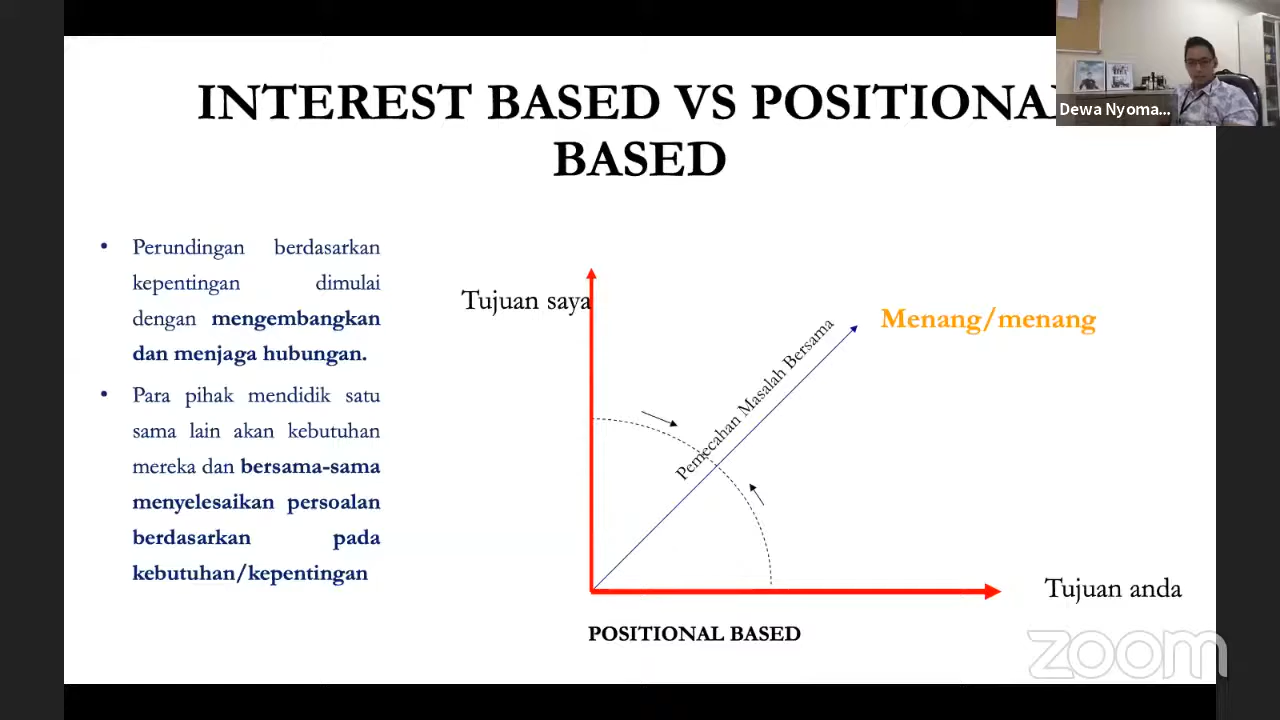 INTEREST BASED VS POSITIONA
BASED
Dewa Nyoma...
• Perundingan berdasarkan
kepentingan dimulai
dengan mengembangkan
dan menjaga hubungan.
• Para pihak mendidik satu
sama lain akan kebutuhan
mereka dan bersama-sama
menyelesaikan persoalan
berdasarkan pada
kebutuhan/kepentingan
Tujuan saya
Menang/menang
Pemecahan Masalah Bersama
Tujuan anda
POSITIONAL BASED
zoom